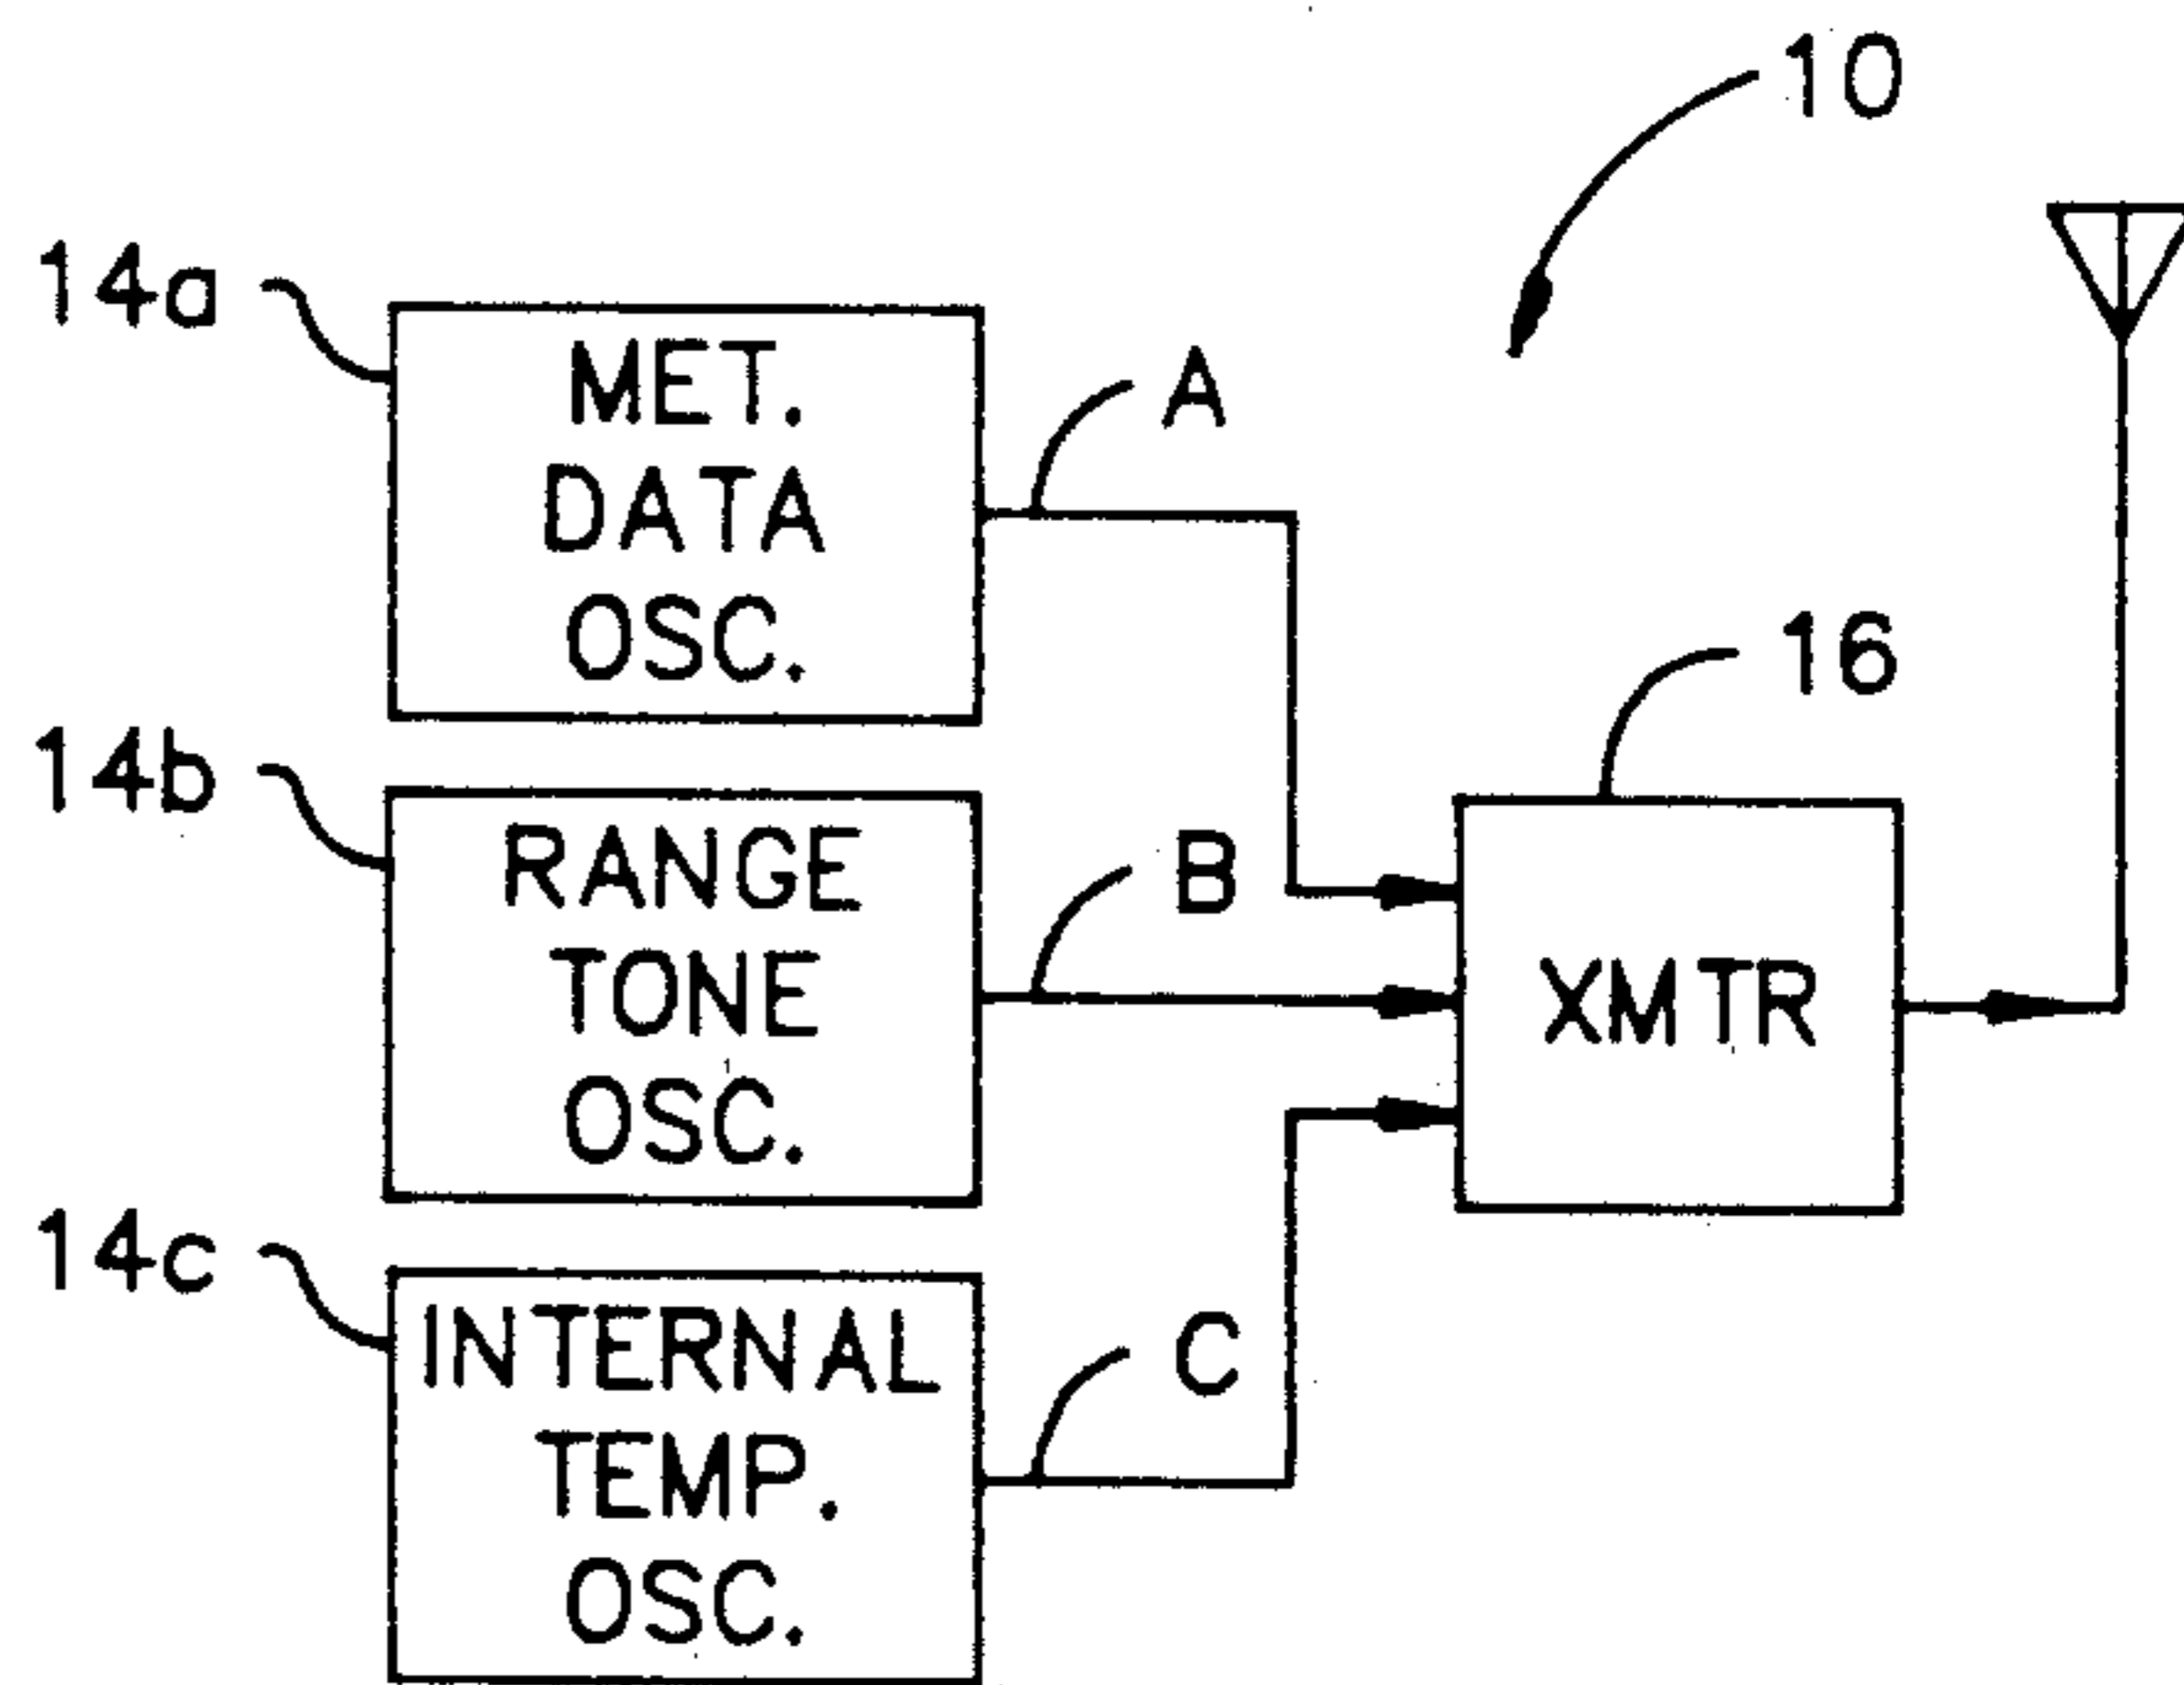 10
14a
MET.
DATA
OSC.
A
16
14b
RANGE
TONE
OSC.
B
XMTR
14c
INTERNAL
TEMP.
OSC.
C